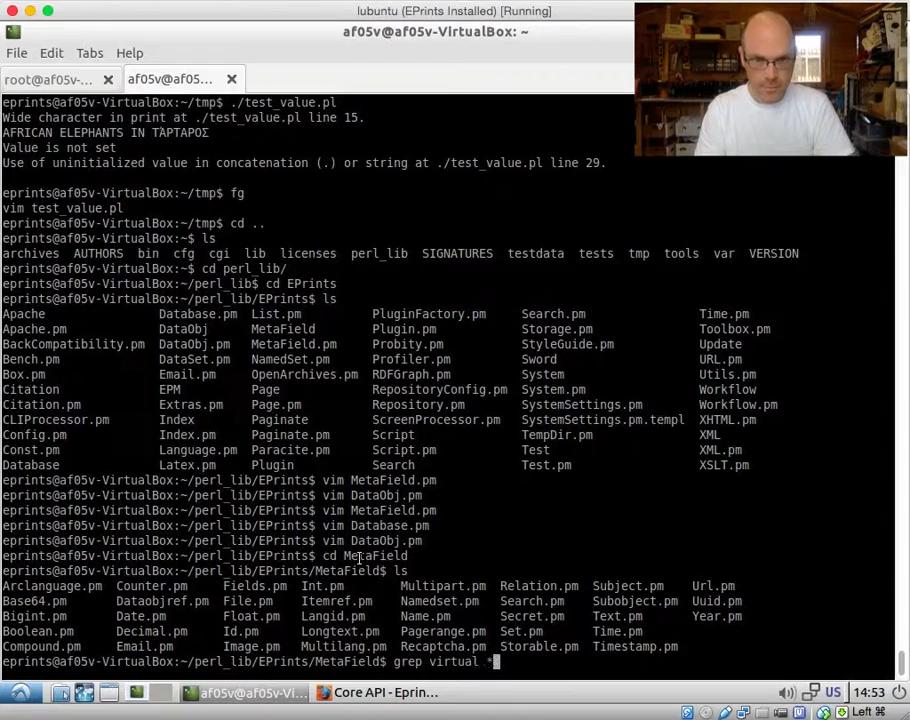 lubuntu (EPrints Installed) [Running]
af05v@af05v-VirtualBox: ~
File Edit Tabs Help
root@af05v-... af05v@af05...
eprints@af05v-VirtualBox:~/tmp$ ./test_value.pl
Wide character in print at ./test_value.pl line 15.
AFRICAN ELEPHANTS IN ΤΆΡΤΑΡΟΣ
Value is not set
Use of uninitialized value in concatenation (.) or string at ./test_value.pl line 29.
eprints@af05v-VirtualBox:~/tmp$ fg
vim test_value.pl
eprints@af05v-VirtualBox:~/tmp$ cd ..
eprints@af05v-VirtualBox:~$ ls
archives AUTHORS bin cfg cgi lib licenses perl_lib SIGNATURES testdata tests tmp tools var VERSION
eprints@af05v-VirtualBox:~$ cd perl_lib/
eprints@af05v-VirtualBox:~/perl_lib$ cd EPrints
eprints@af05v-VirtualBox:~/perl_lib/EPrints$ ls
Apache Database.pm List.pm PluginFactory.pm Search.pm Time.pm
Apache.pm DataObj MetaField Plugin.pm Storage.pm Toolbox.pm
BackCompatibility.pm DataObj.pm MetaField.pm Probity.pm StyleGuide.pm Update
Bench.pm DataSet.pm NamedSet.pm Profiler.pm Sword URL.pm
Box.pm Email.pm OpenArchives.pm RDFGraph.pm System Utils.pm
Citation EPM Page RepositoryConfig.pm System.pm Workflow
Citation.pm Extras.pm Page.pm Repository.pm SystemSettings.pm Workflow.pm
CLIProcessor.pm Index Paginate ScreenProcessor.pm SystemSettings.pm.templ XHTML.pm
Config.pm Index.pm Paginate.pm Script TempDir.pm XML
Const.pm Language.pm Paracite.pm Script.pm Test XML.pm
Database Latex.pm Plugin Search Test.pm XSLT.pm
eprints@af05v-VirtualBox:~/perl_lib/EPrints$ vim MetaField.pm
eprints@af05v-VirtualBox:~/perl_lib/EPrints$ vim DataObj.pm
eprints@af05v-VirtualBox:~/perl_lib/EPrints$ vim MetaField.pm
eprints@af05v-VirtualBox:~/perl_lib/EPrints$ vim Database.pm
eprints@af05v-VirtualBox:~/perl_lib/EPrints$ vim DataObj.pm
eprints@af05v-VirtualBox:~/perl_lib/EPrints$ cd MetaField
eprints@af05v-VirtualBox:~/perl_lib/EPrints/MetaField$ ls
Arclanguage.pm Counter.pm Fields.pm Int.pm Multipart.pm Relation.pm Subject.pm Url.pm
Base64.pm Dataobjref.pm File.pm Itemref.pm Namedset.pm Search.pm Subobject.pm Uuid.pm
Bigint.pm Date.pm Float.pm Langid.pm Name.pm Secret.pm Text.pm Year.pm
Boolean.pm Decimal.pm Id.pm Longtext.pm Pagerange.pm Set.pm Time.pm
Compound.pm Email.pm Image.pm Multilang.pm Recaptcha.pm Storable.pm Timestamp.pm
eprints@af05v-VirtualBox:~/perl_lib/EPrints/MetaField$ grep virtual *
af05v@af05v-Vi... Core API - Eprin... US 14:53
Left ⌘